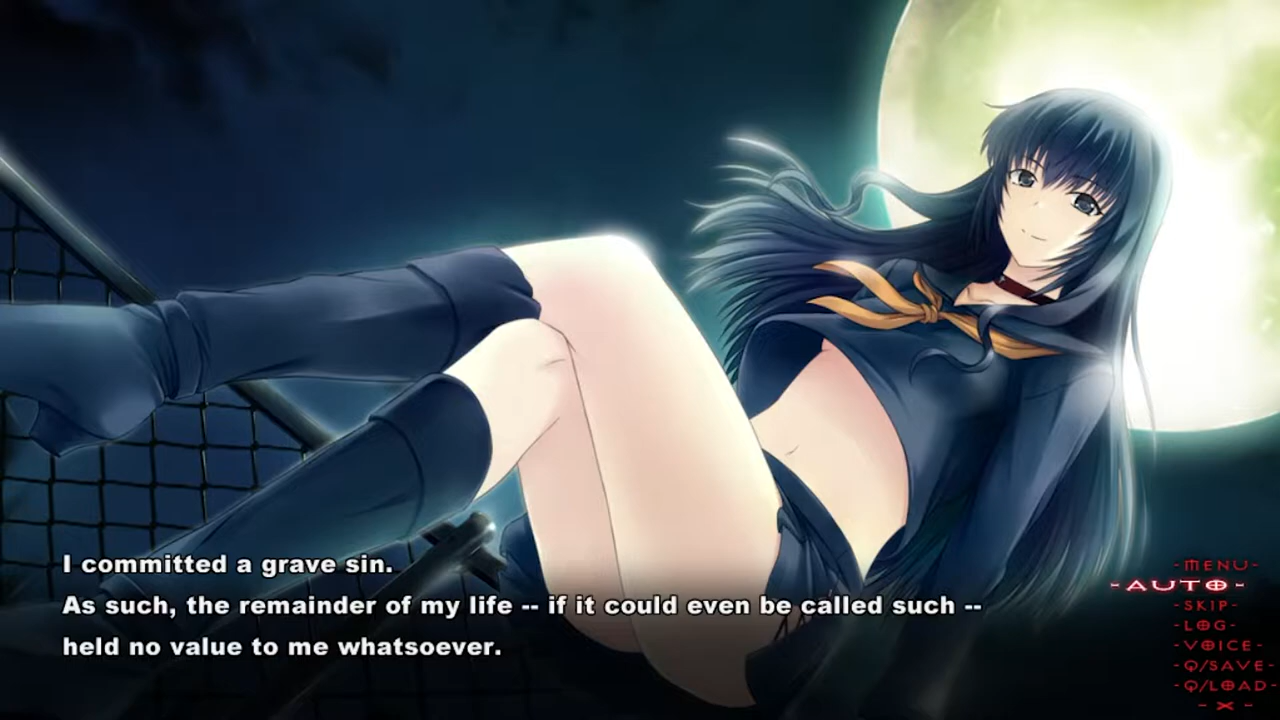 I committed a grave sin.
As such, the remainder of my life -- if it could even be called such --
held no value to me whatsoever.
-MENU-
-AUTO-
-SKIP-
-LOG-
-VOICE-
-Q/SAVE-
-Q/LOAD-
-X-